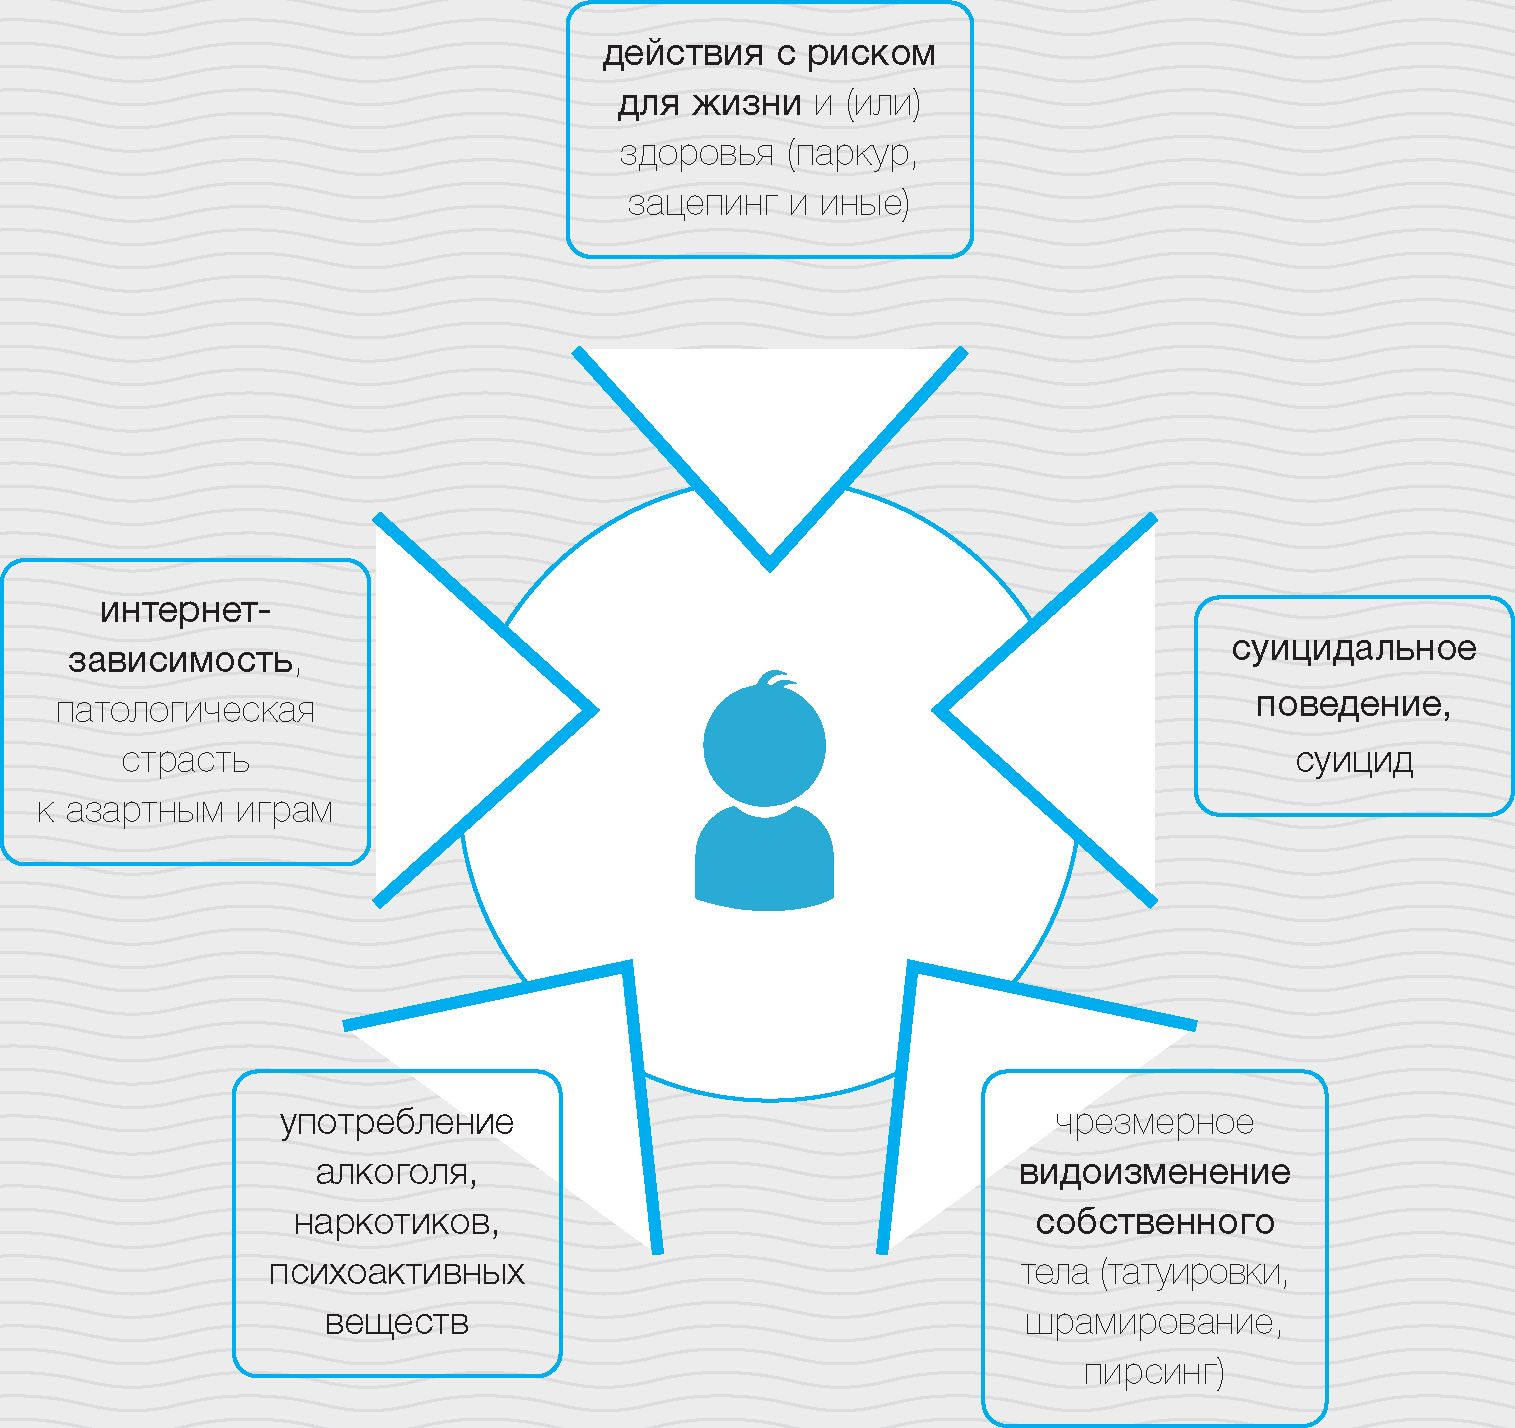 действия с риском
для жизни и (или)
здоровья (паркур,
зацепинг и иные)
интернет-
зависимость,
патологическая
страсть
к азартным играм
суицидальное
поведение,
суицид
употребление
алкоголя,
наркотиков,
психоактивных
веществ
чрезмерное
видоизменение
собственного
тела (татуировки,
шрамирование,
пирсинг)